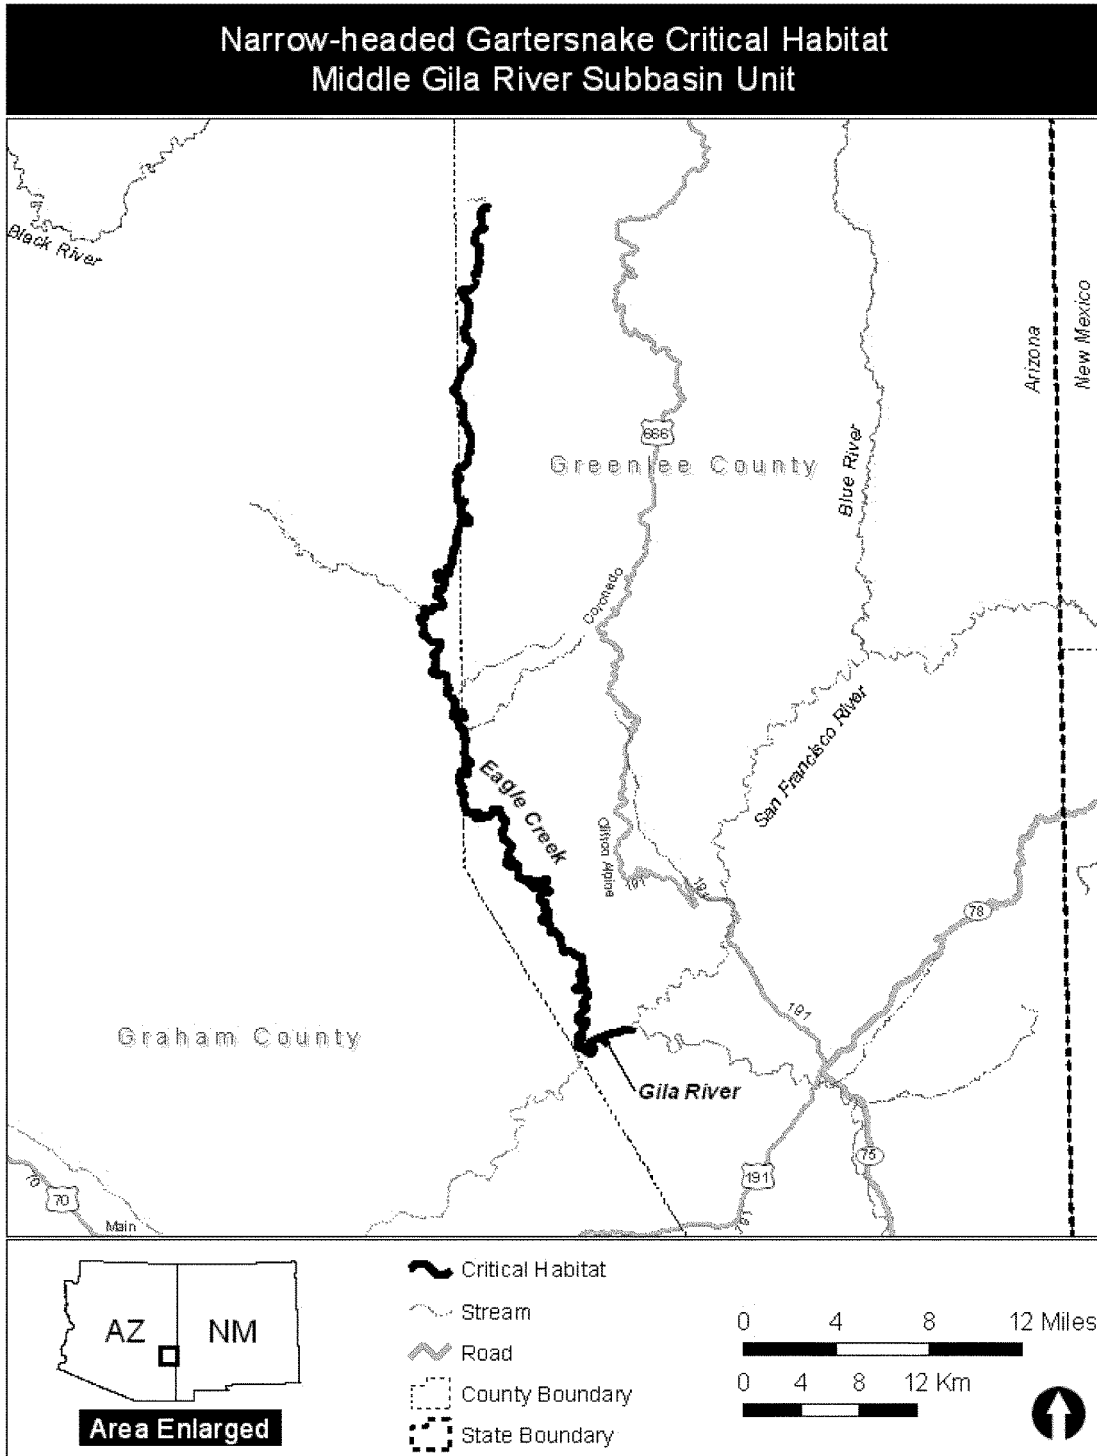 Narrow-headed Gartersnake Critical Habitat
Middle Gila River Subbasin Unit
Black River
Arizona
New Mexico
666
Greenlee County
Blue River
Coronado
San Francisco River
Eagle Creek
Clifton Alpine
191
191
78
191
Graham County
Gila River
75
191
191
70
70
Main
AZ
NM
Area Enlarged
Critical Habitat
Stream
Road
County Boundary
State Boundary
0 4 8 12 Miles
0 4 8 12 Km